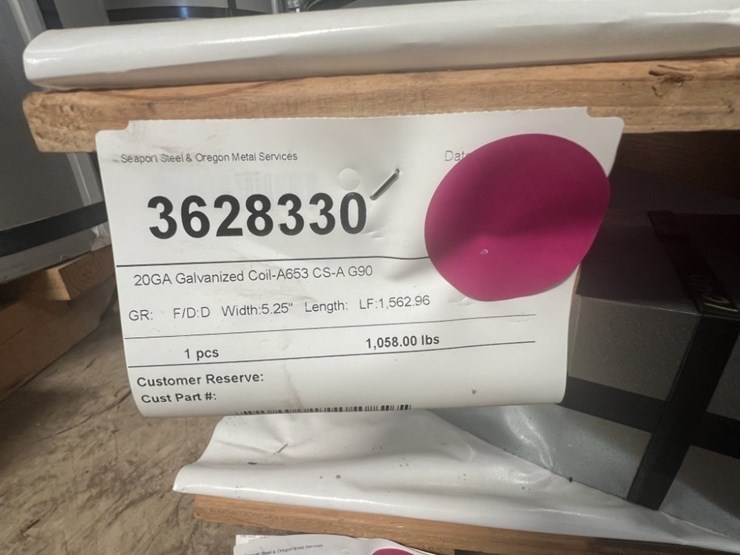 Seaport Steel & Oregon Metal Services
3628330
20GA Galvanized Coil-A653 CS-A G90
GR: F/D:D Width:5.25" Length: LF:1,562.96
1 pcs 1,058.00 lbs
Customer Reserve:
Cust Part #: